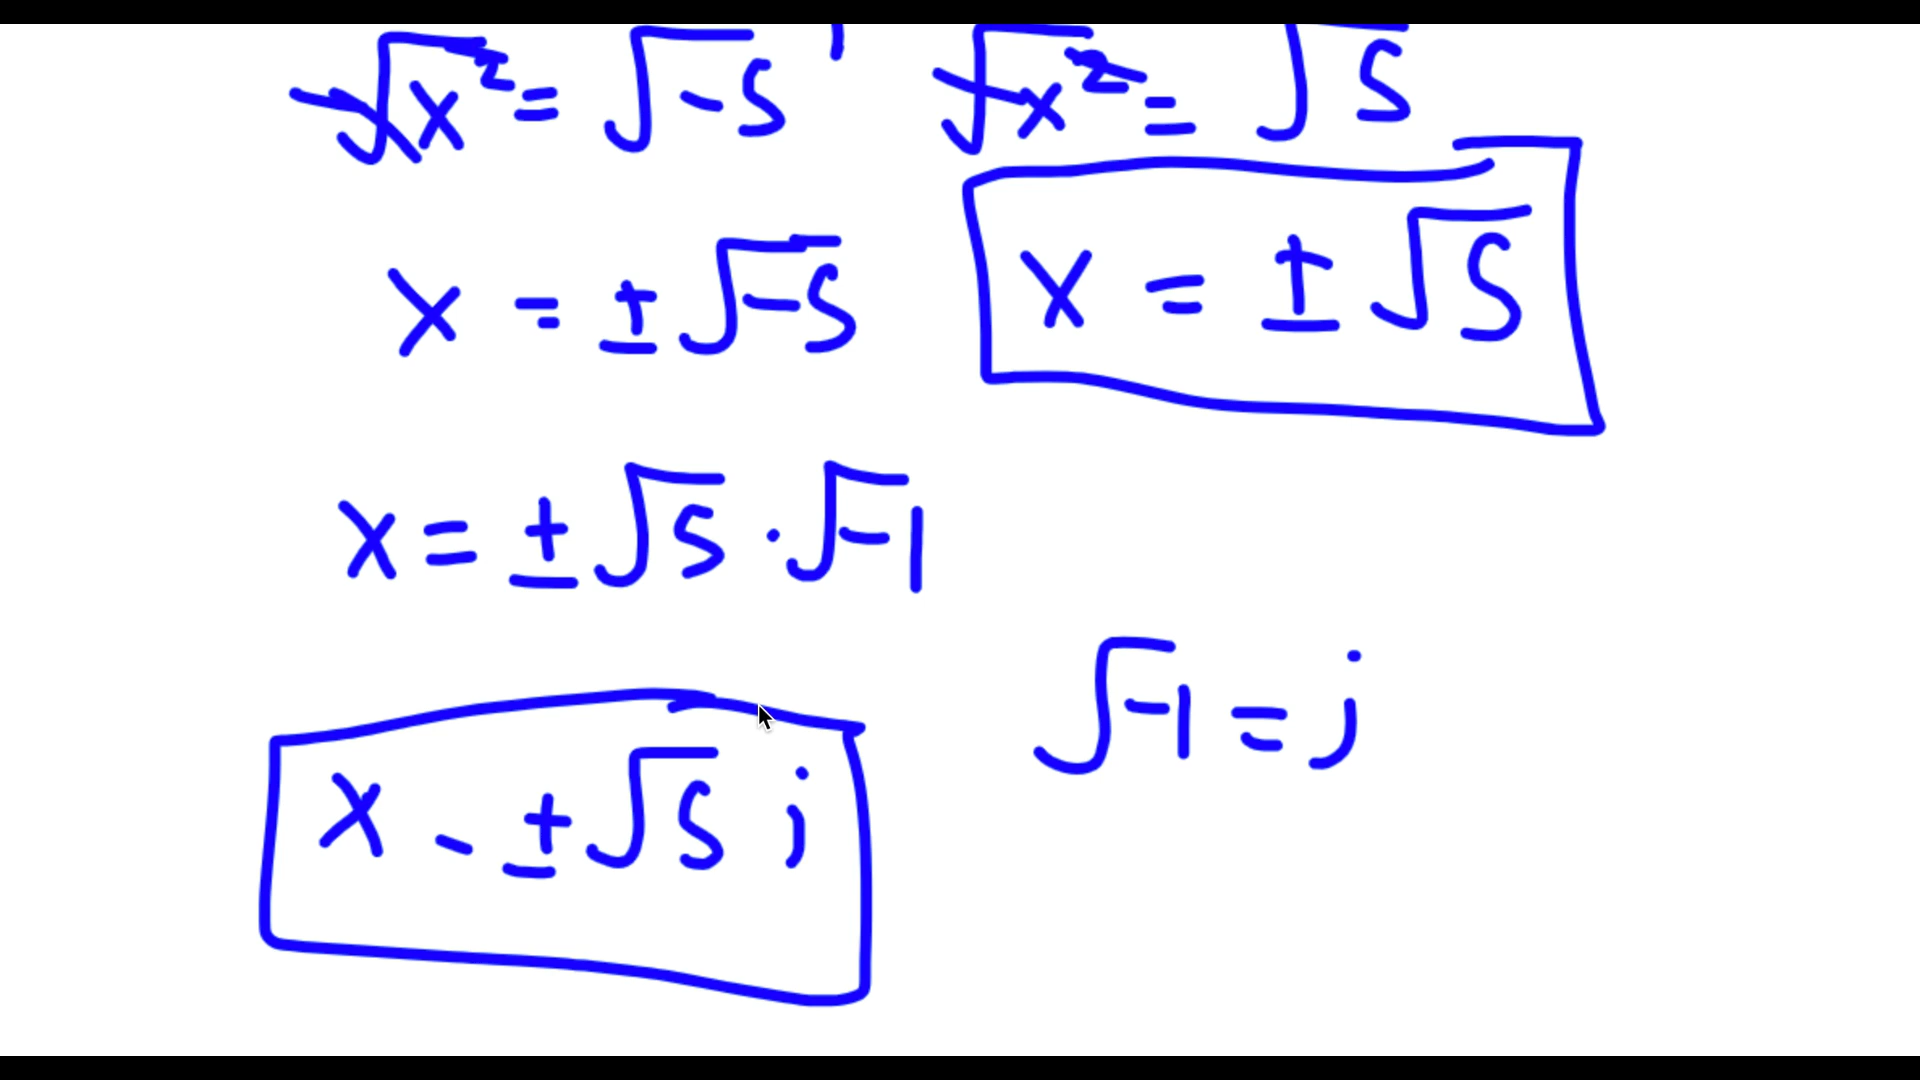 √x² = √-5
√x² = √5
x = ±√-5
x = ±√5
x = ±√5 · √-1
√-1 = i
x - ±√5 i